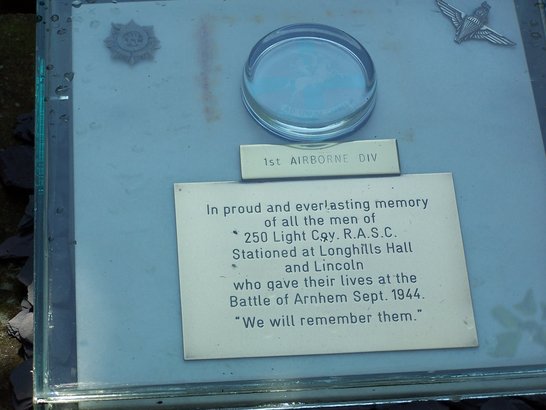 1st AIRBORNE DIV
In proud and everlasting memory
of all the men of
250 Light Coy. R.A.S.C.
Stationed at Longhills Hall
and Lincoln
who gave their lives at the
Battle of Arnhem Sept. 1944.
"We will remember them."